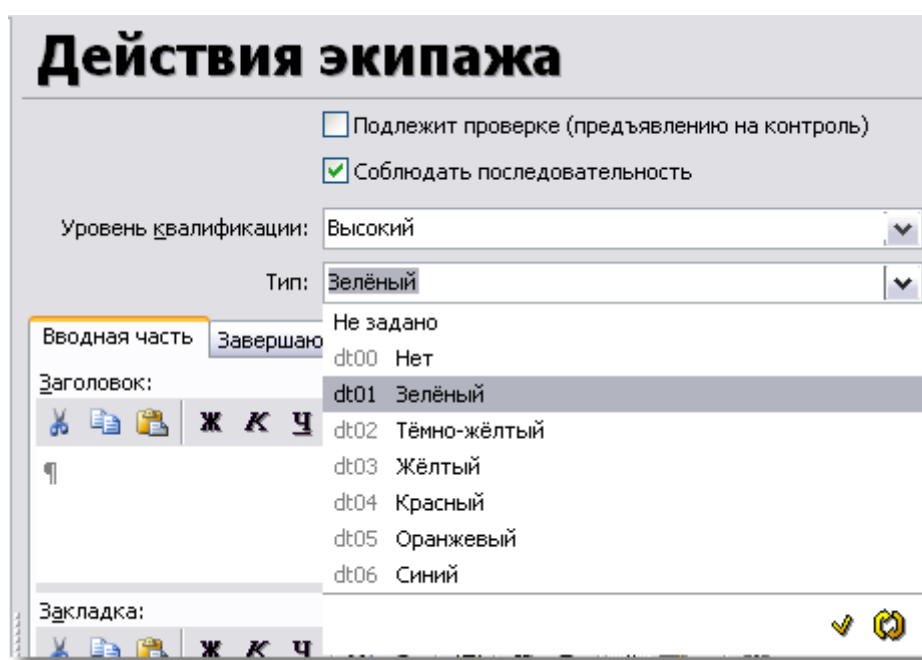 Действия экипажа
Подлежит проверке (предъявлению на контроль)
Соблюдать последовательность
Уровень квалификации: Высокий
Тип: Зелёный
Не задано
Вводная часть Завершаю
dt00 Нет
Заголовок:
dt01 Зелёный
Ж К Ч
dt02 Тёмно-жёлтый
¶
dt03 Жёлтый
dt04 Красный
dt05 Оранжевый
dt06 Синий
Закладка:
Ж К Ч